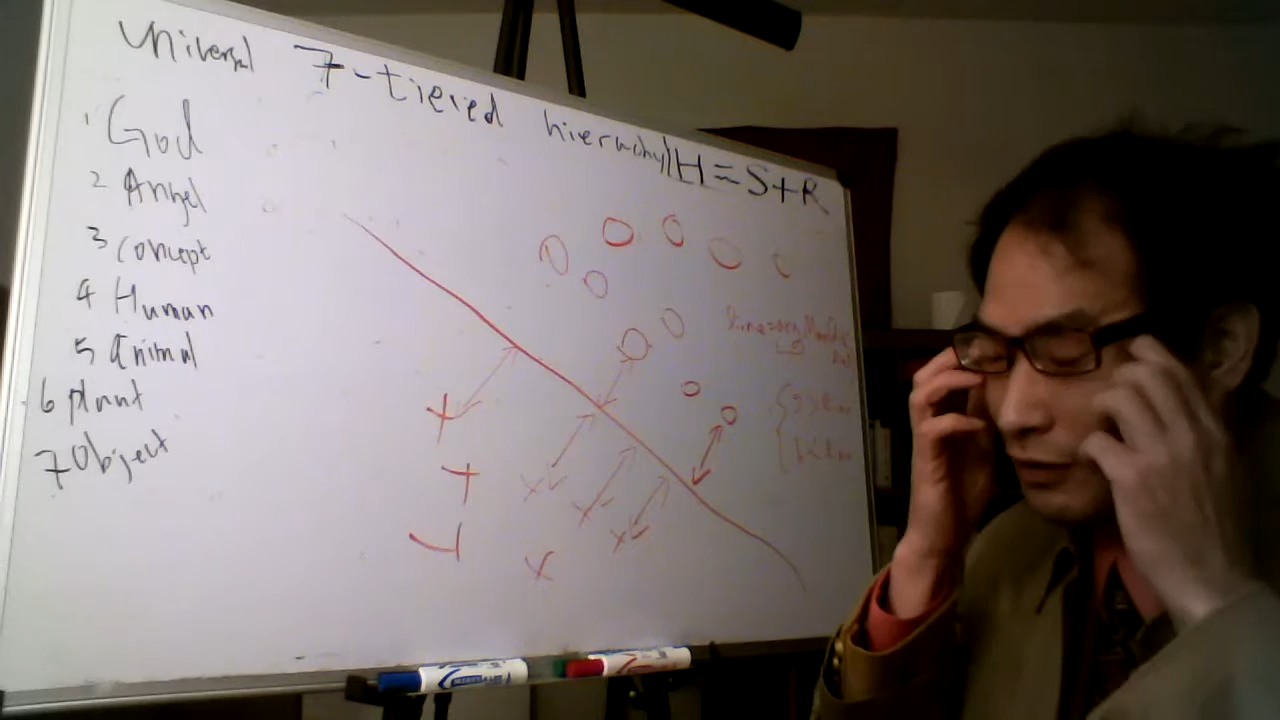 Universal 7-tiered hierarchy H = S+R
1 God
2 Angel
3 Concept
4 Human
5 Animal
6 Plant
7 Object